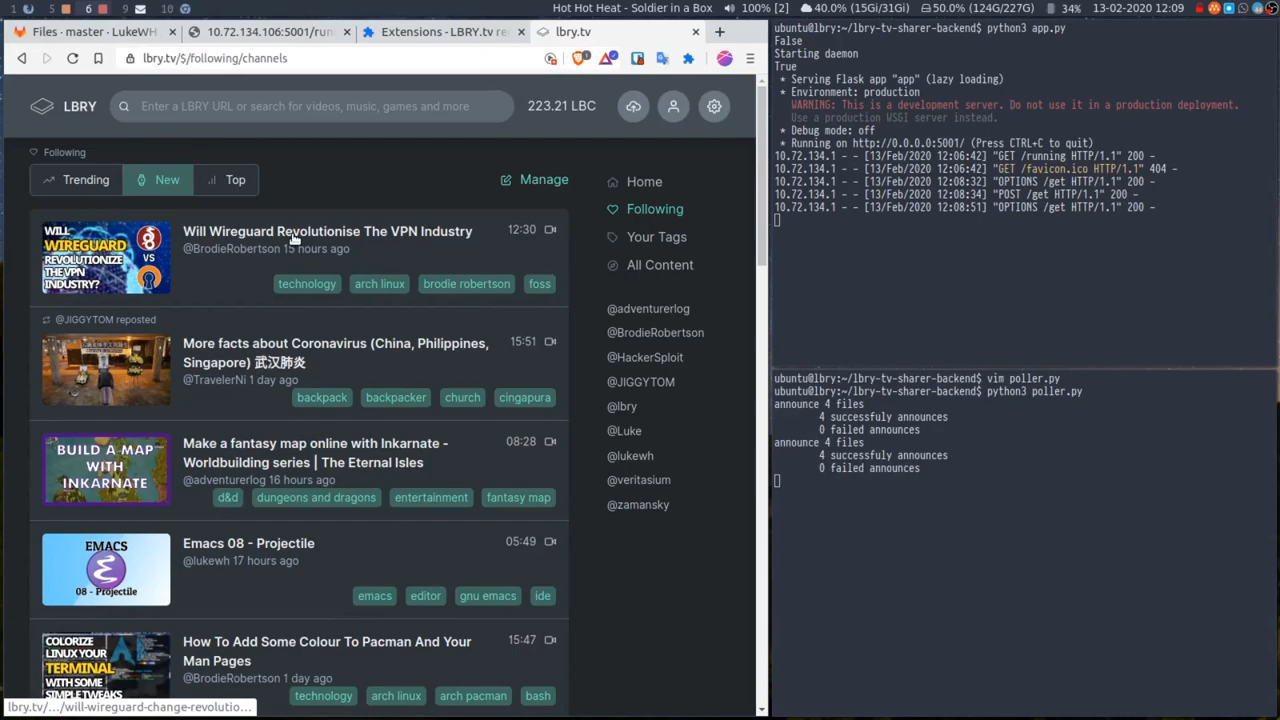 1 5 6 9 10 Hot Hot Heat - Soldier in a Box 100% [2] 40.0% (15Gi/31Gi) 50.0% (124G/227G) 34% 13-02-2020 12:09
Files · master · LukeWH 10.72.134.106:5001/run Extensions - LBRY.tv re lbry.tv
lbry.tv/$/following/channels
LBRY
Enter a LBRY URL or search for videos, music, games and more
223.21 LBC
Following
Trending New Top
Manage
WILL WIREGUARD REVOLUTIONIZE THE VPN INDUSTRY? VS
Will Wireguard Revolutionise The VPN Industry 12:30
@BrodieRobertson 15 hours ago
technology arch linux brodie robertson foss
@JIGGYTOM reposted
More facts about Coronavirus (China, Philippines, 15:51
Singapore) 武汉肺炎
@TravelerNi 1 day ago
backpack backpacker church cingapura
BUILD A MAP WITH INKARNATE
Make a fantasy map online with Inkarnate - 08:28
Worldbuilding series | The Eternal Isles
@adventurerlog 16 hours ago
d&d dungeons and dragons entertainment fantasy map
EMACS
08 - Projectile
Emacs 08 - Projectile 05:49
@lukewh 17 hours ago
emacs editor gnu emacs ide
COLORIZE LINUX YOUR TERMINAL WITH SOME SIMPLE TWEAKS
How To Add Some Colour To Pacman And Your 15:47
Man Pages
@BrodieRobertson 1 day ago
technology arch linux arch pacman bash
lbry.tv/.../will-wireguard-change-revolutio...
Home
Following
Your Tags
All Content
@adventurerlog
@BrodieRobertson
@HackerSploit
@JIGGYTOM
@lbry
@Luke
@lukewh
@veritasium
@zamansky
ubuntu@lbry:~/lbry-tv-sharer-backend$ python3 app.py
False
Starting daemon
True
* Serving Flask app "app" (lazy loading)
* Environment: production
WARNING: This is a development server. Do not use it in a production deployment.
Use a production WSGI server instead.
* Debug mode: off
* Running on http://0.0.0.0:5001/ (Press CTRL+C to quit)
10.72.134.1 - - [13/Feb/2020 12:06:42] "GET /running HTTP/1.1" 200 -
10.72.134.1 - - [13/Feb/2020 12:06:42] "GET /favicon.ico HTTP/1.1" 404 -
10.72.134.1 - - [13/Feb/2020 12:08:32] "OPTIONS /get HTTP/1.1" 200 -
10.72.134.1 - - [13/Feb/2020 12:08:34] "POST /get HTTP/1.1" 200 -
10.72.134.1 - - [13/Feb/2020 12:08:51] "OPTIONS /get HTTP/1.1" 200 -
ubuntu@lbry:~/lbry-tv-sharer-backend$ vim poller.py
ubuntu@lbry:~/lbry-tv-sharer-backend$ python3 poller.py
announce 4 files
4 successfuly announces
0 failed announces
announce 4 files
4 successfuly announces
0 failed announces